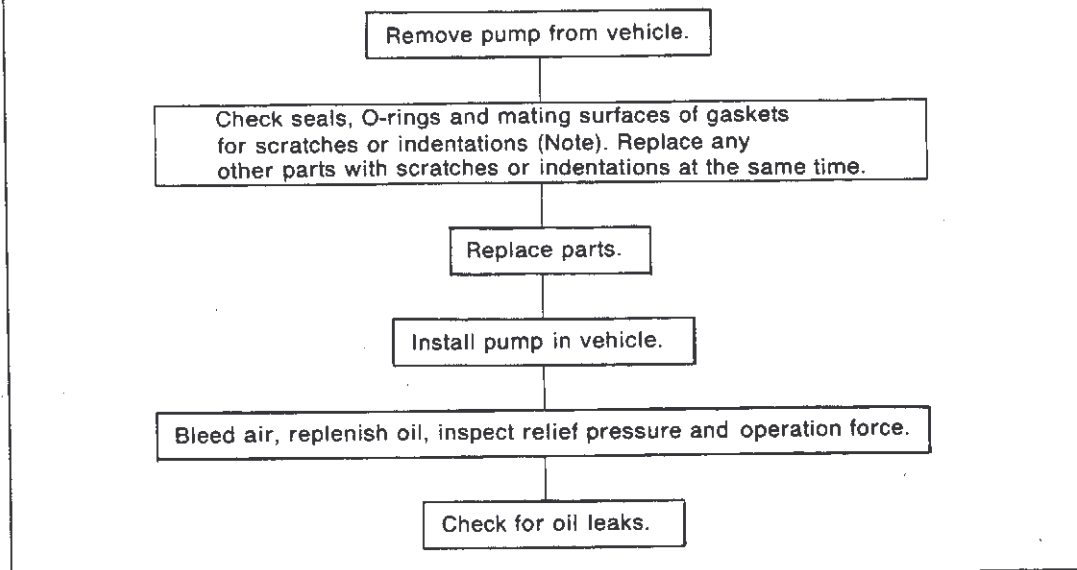 Remove pump from vehicle.
Check seals, O-rings and mating surfaces of gaskets
for scratches or indentations (Note). Replace any
other parts with scratches or indentations at the same time.
Replace parts.
Install pump in vehicle.
Bleed air, replenish oil, inspect relief pressure and operation force.
Check for oil leaks.